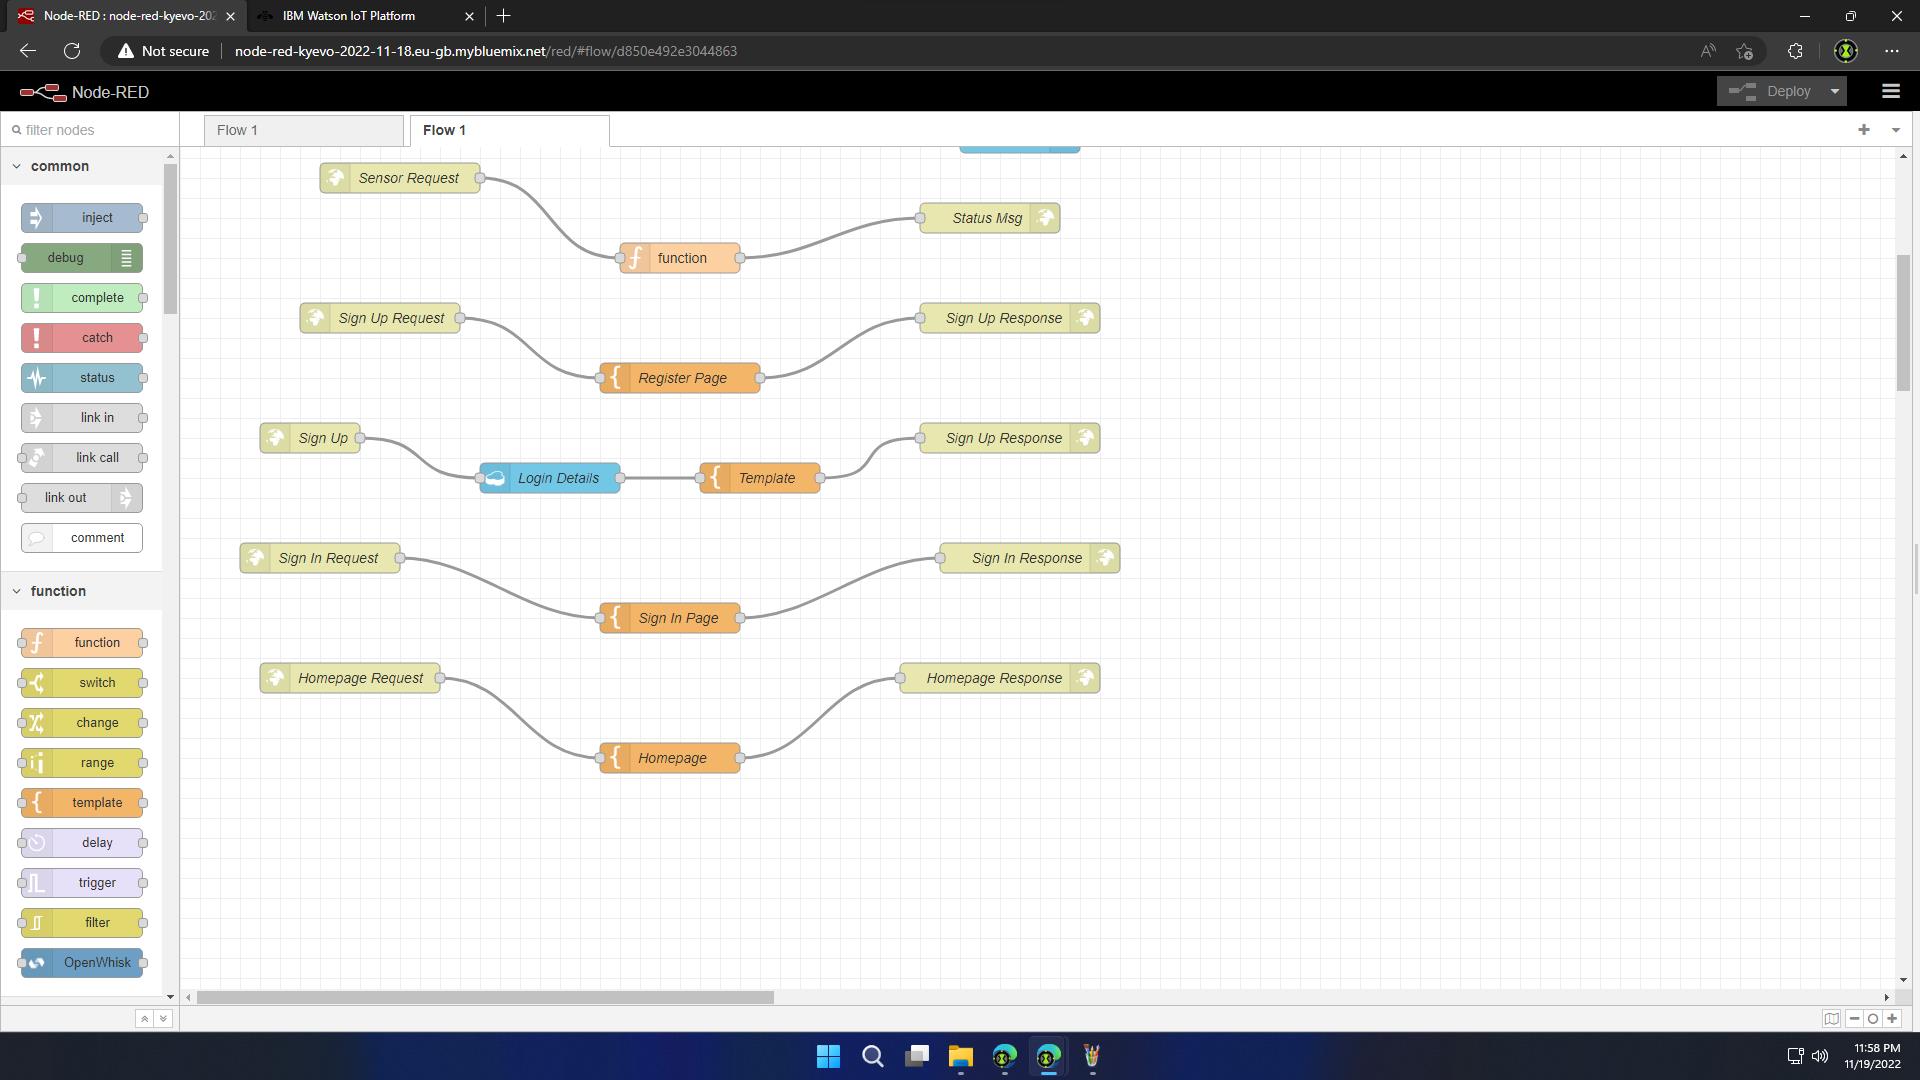 Node-RED : node-red-kyevo-202
IBM Watson IoT Platform
Not secure
node-red-kyevo-2022-11-18.eu-gb.mybluemix.net/red/#flow/d850e492e3044863
Node-RED
Deploy
filter nodes
Flow 1
Flow 1
common
inject
debug
complete
catch
status
link in
link call
link out
comment
function
function
switch
change
range
template
delay
trigger
filter
OpenWhisk
Sensor Request
Status Msg
function
Sign Up Request
Sign Up Response
Register Page
Sign Up
Sign Up Response
Login Details
Template
Sign In Request
Sign In Response
Sign In Page
Homepage Request
Homepage Response
Homepage
11:58 PM
11/19/2022